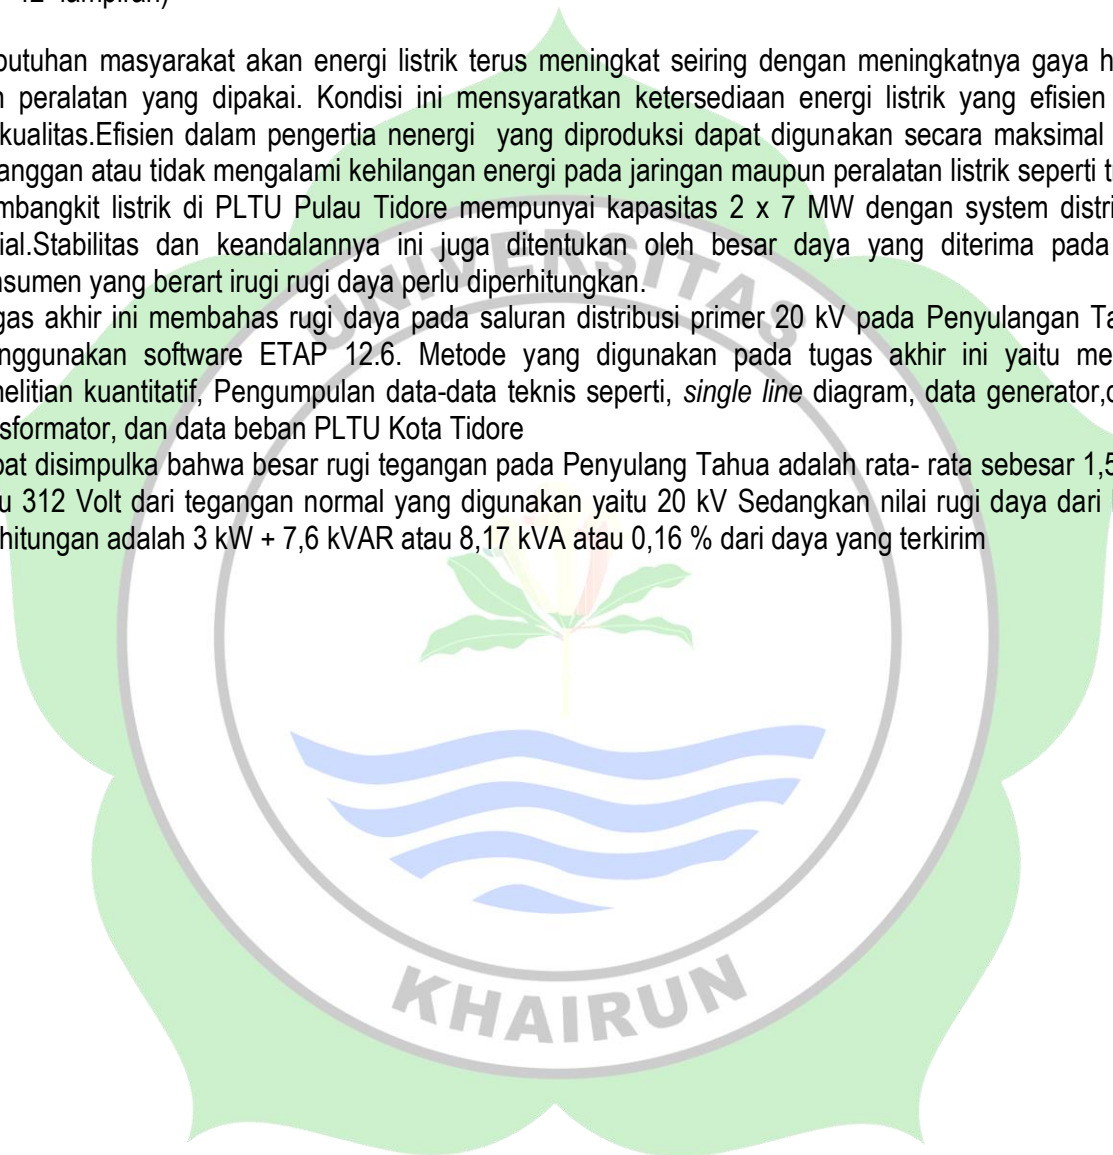 42 lampiran)
butuhan masyarakat akan energi listrik terus meningkat seiring dengan meningkatnya gaya h
n peralatan yang dipakai. Kondisi ini mensyaratkan ketersediaan energi listrik yang efisien
kualitas.Efisien dalam pengertia nenergi yang diproduksi dapat digunakan secara maksimal
anggan atau tidak mengalami kehilangan energi pada jaringan maupun peralatan listrik seperti t
mbangkit listrik di PLTU Pulau Tidore mempunyai kapasitas 2 x 7 MW dengan system distri
ial.Stabilitas dan keandalannya ini juga ditentukan oleh besar daya yang diterima pada
nsumen yang berart irugi rugi daya perlu diperhitungkan.
gas akhir ini membahas rugi daya pada saluran distribusi primer 20 kV pada Penyulangan Ta
nggunakan software ETAP 12.6. Metode yang digunakan pada tugas akhir ini yaitu me
nelitian kuantitatif, Pengumpulan data-data teknis seperti, single line diagram, data generator,
nsformator, dan data beban PLTU Kota Tidore
pat disimpulka bahwa besar rugi tegangan pada Penyulang Tahua adalah rata- rata sebesar 1,5
u 312 Volt dari tegangan normal yang digunakan yaitu 20 kV Sedangkan nilai rugi daya dari
hitungan adalah 3 kW + 7,6 kVAR atau 8,17 kVA atau 0,16 % dari daya yang terkirim
UNIVERSITAS
KHAIRUN